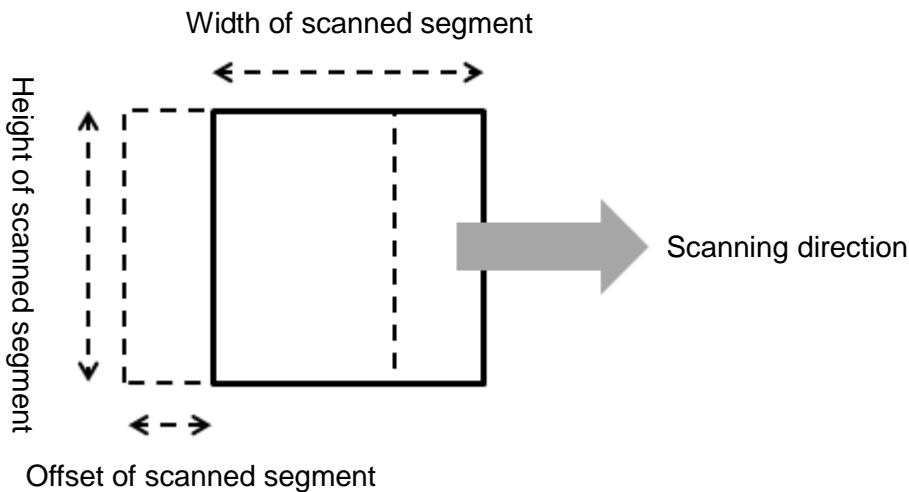 Width of scanned segment
Height of scanned segment
Scanning direction
Offset of scanned segment